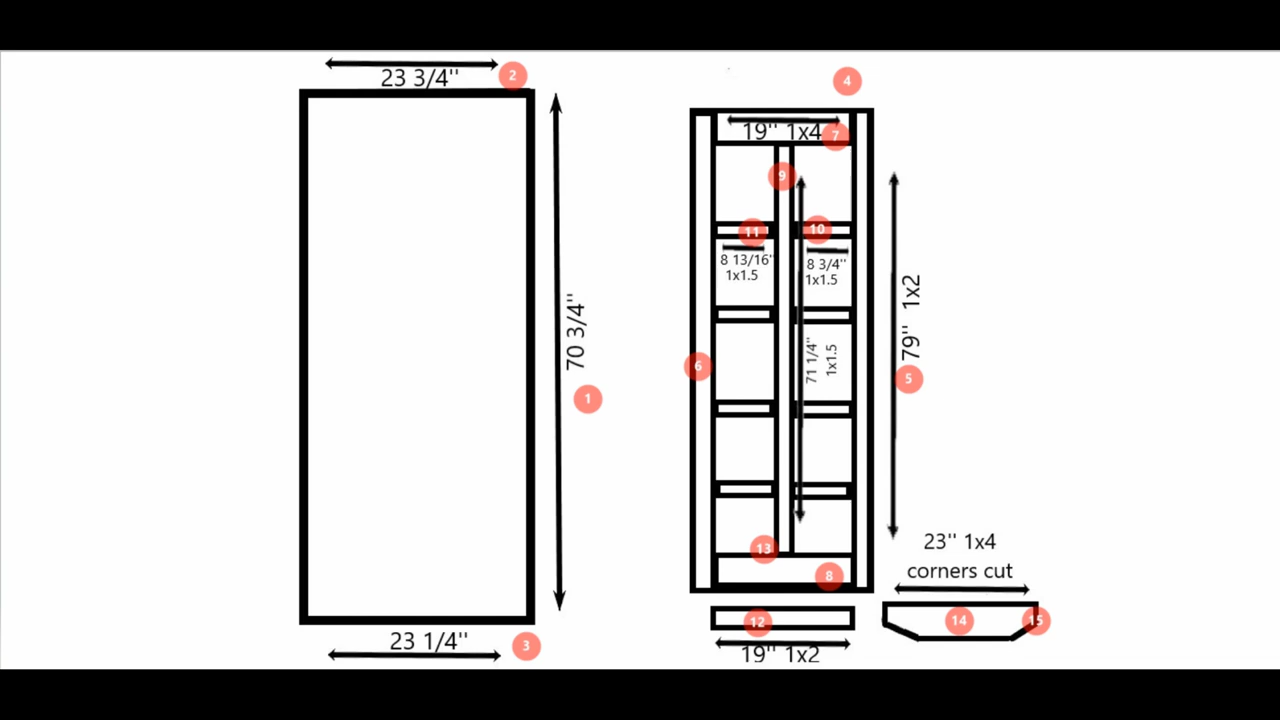 23 3/4''
2
70 3/4''
1
23 1/4''
3
4
19'' 1x4
7
9
11
10
8 13/16''
1x1.5
8 3/4''
1x1.5
71 1/4''
1x1.5
6
79'' 1x2
5
13
8
12
19'' 1x2
23'' 1x4
corners cut
14
15